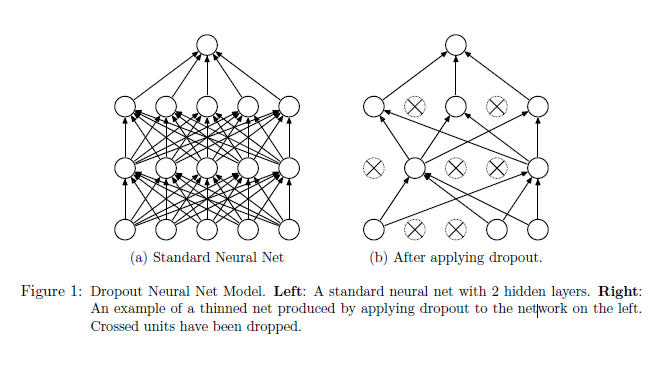 (a) Standard Neural Net
(b) After applying dropout.
Figure 1: Dropout Neural Net Model. Left: A standard neural net with 2 hidden layers. Right:
An example of a thinned net produced by applying dropout to the network on the left.
Crossed units have been dropped.